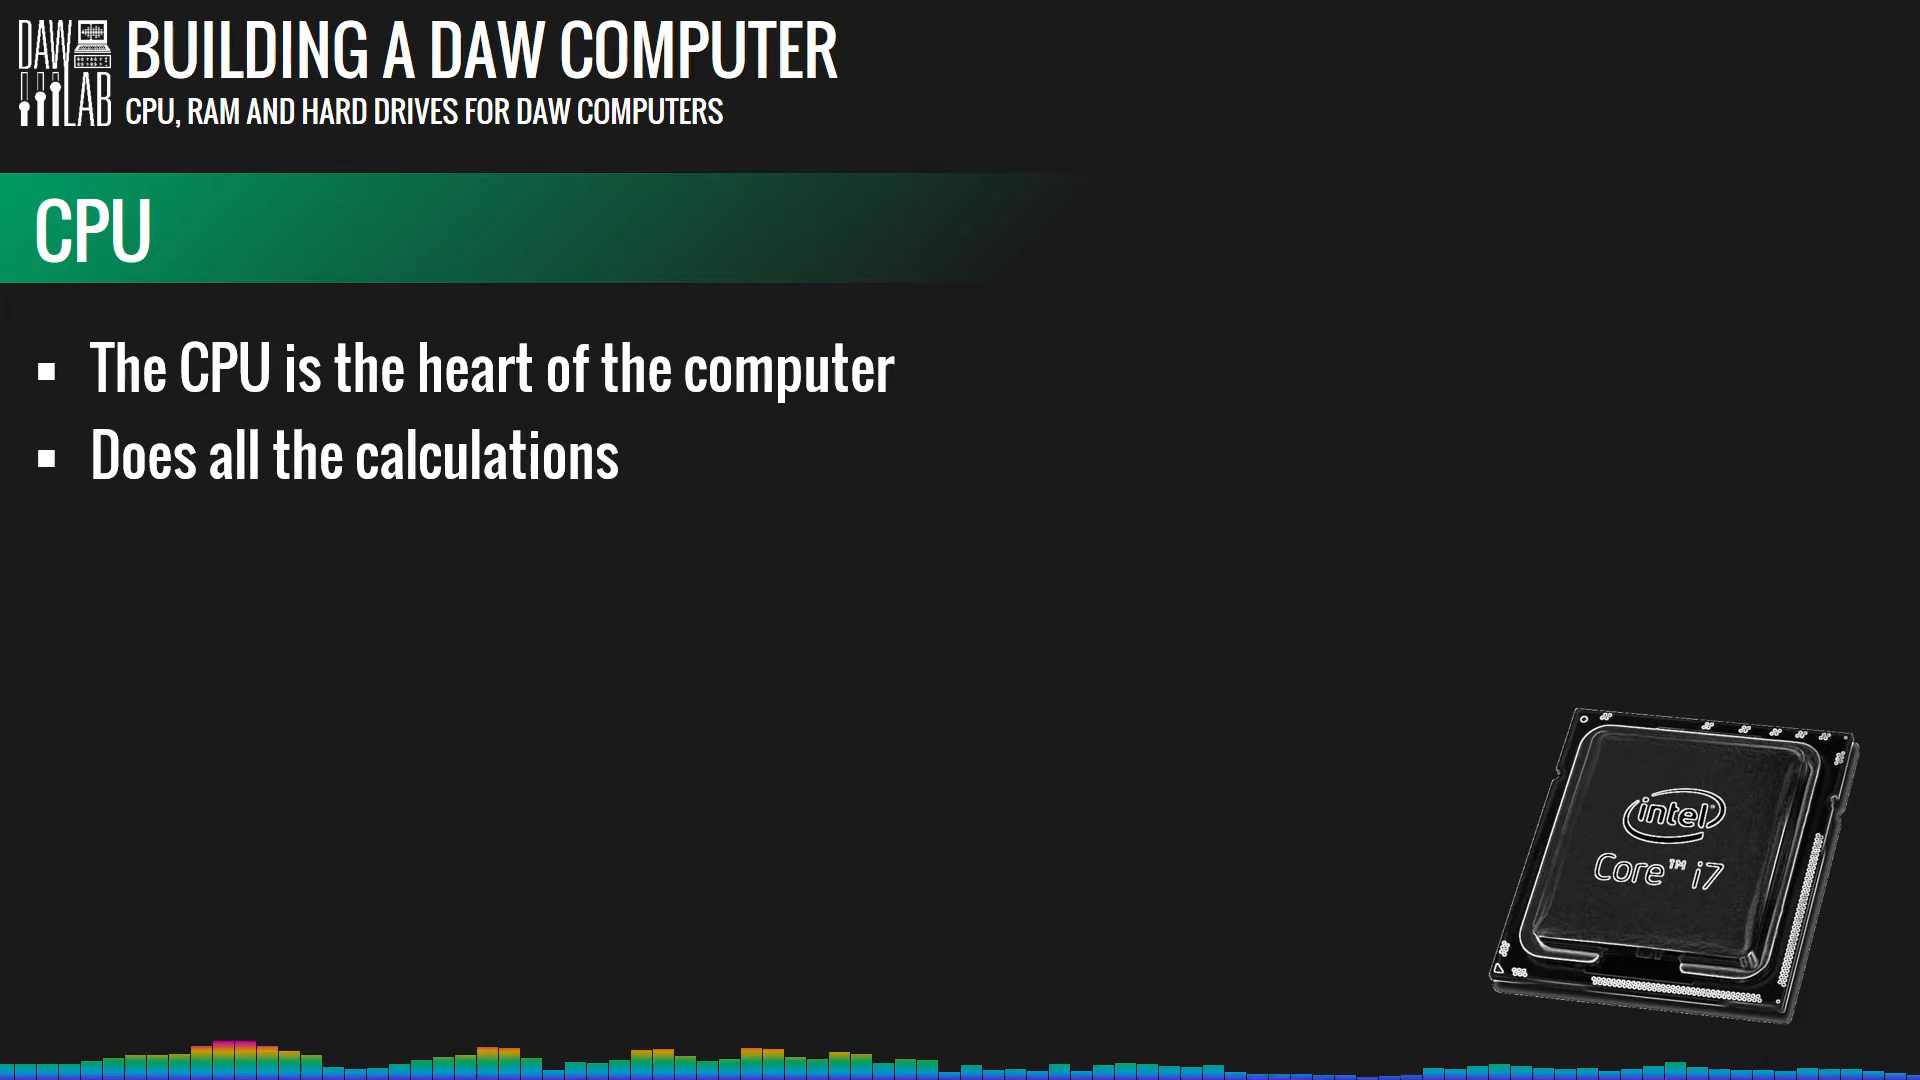 DAW
LAB
BUILDING A DAW COMPUTER
CPU, RAM AND HARD DRIVES FOR DAW COMPUTERS
CPU
▪ The CPU is the heart of the computer
▪ Does all the calculations
intel®
Core™ i7